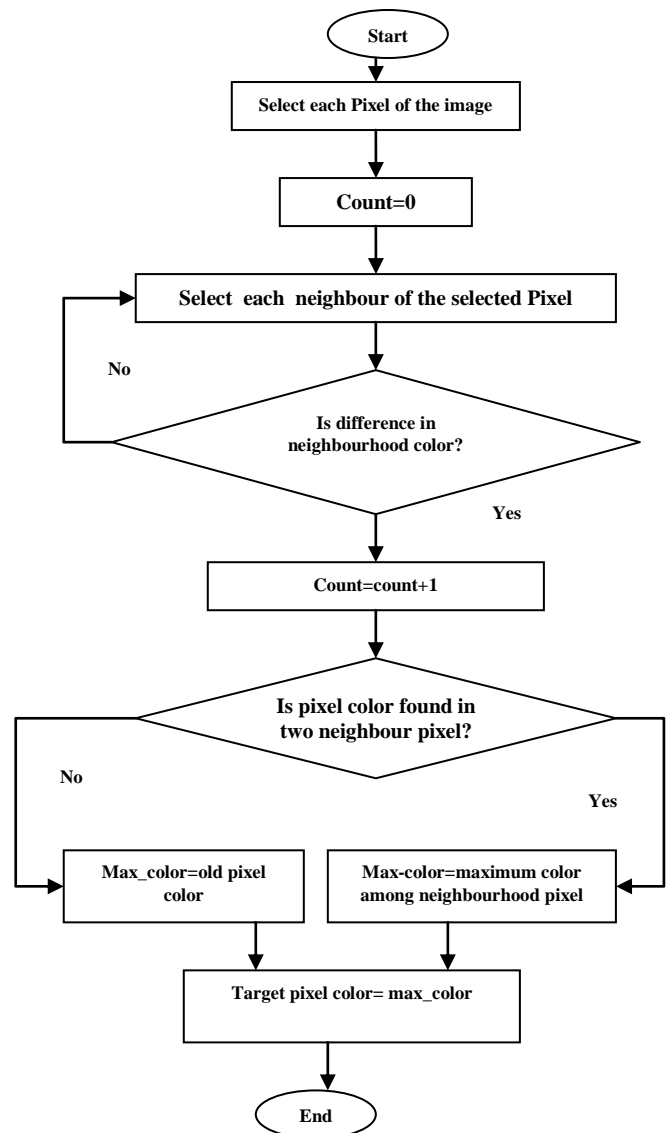 Start
Select each Pixel of the image
Count=0
Select each neighbour of the selected Pixel
No
Is difference in
neighbourhood color?
Yes
Count=count+1
Is pixel color found in
two neighbour pixel?
No
Yes
Max_color=old pixel
color
Max-color=maximum color
among neighbourhood pixel
Target pixel color= max_color
End